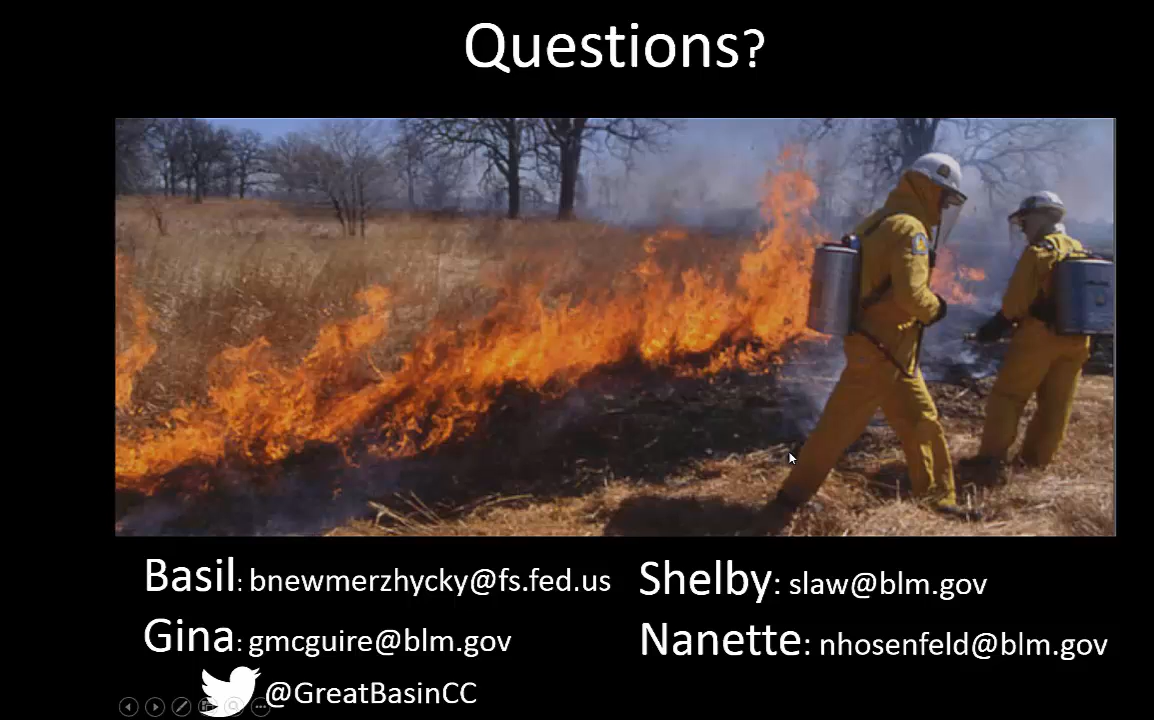 Questions?
Basil: bnewmerzhycky@fs.fed.us
Shelby: slaw@blm.gov
Gina: gmcguire@blm.gov
Nanette: nhosenfeld@blm.gov
@GreatBasinCC